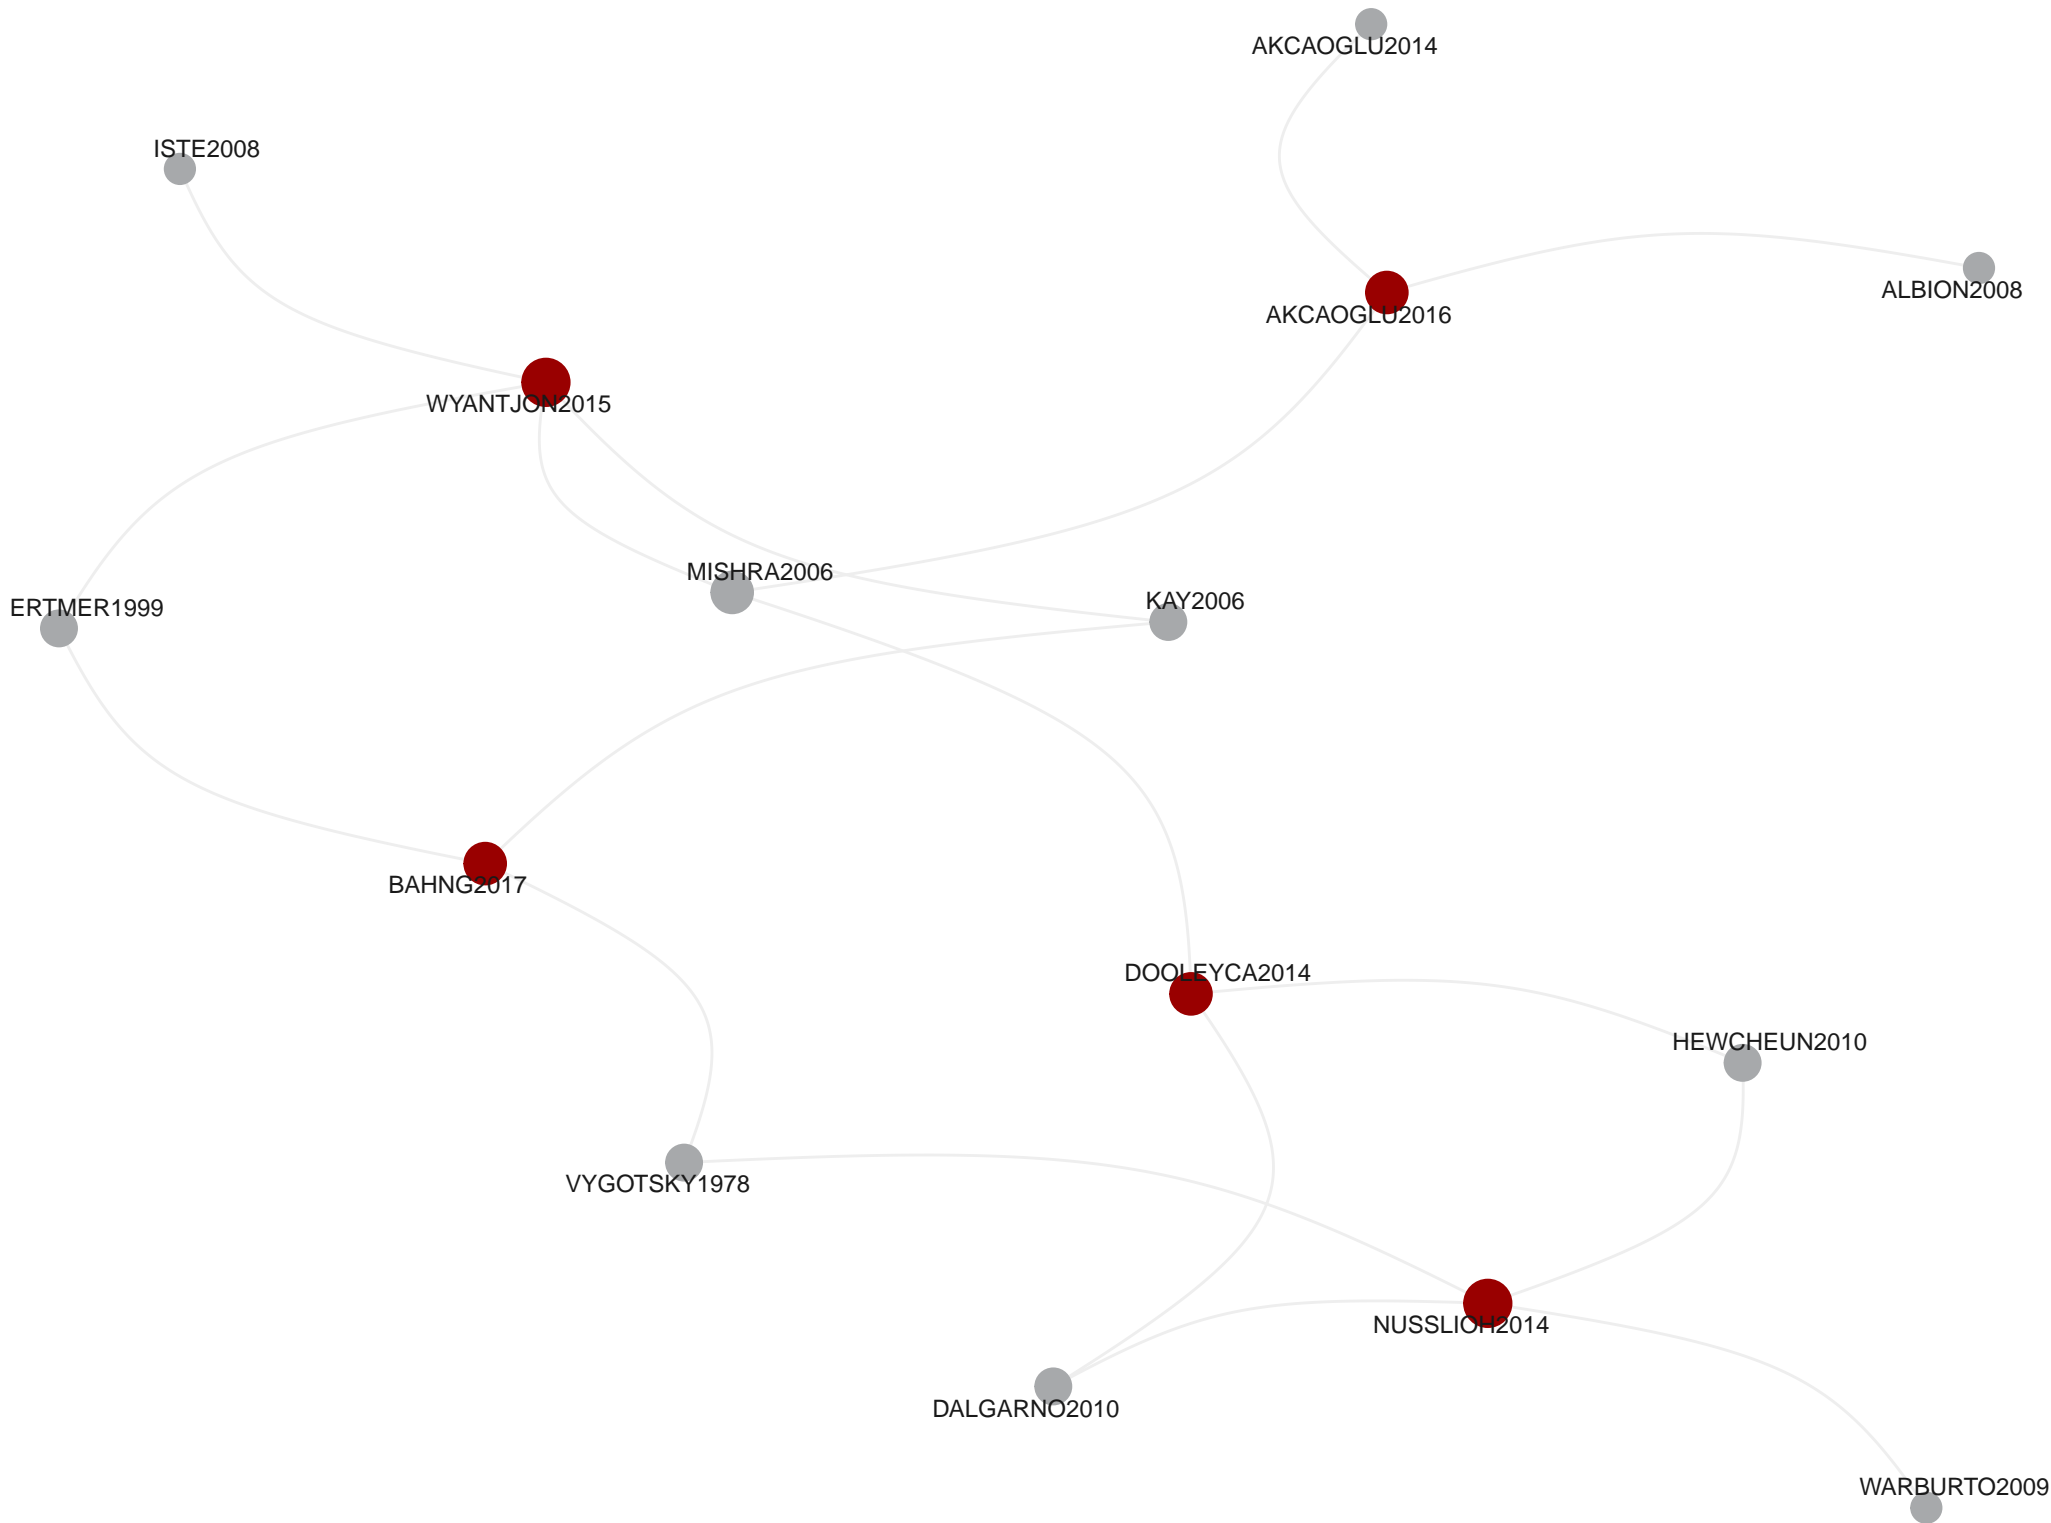 AKCAOGLU2014
ISTE2008
ALBION2008
AKCAOGLU2016
WYANTJON2015
MISHRA2006
KAY2006
ERTMER1999
BAHNG2017
DOOLEYCA2014
HEWCHEUN2010
VYGOTSKY1978
NUSSLIOH2014
DALGARNO2010
WARBURTO2009